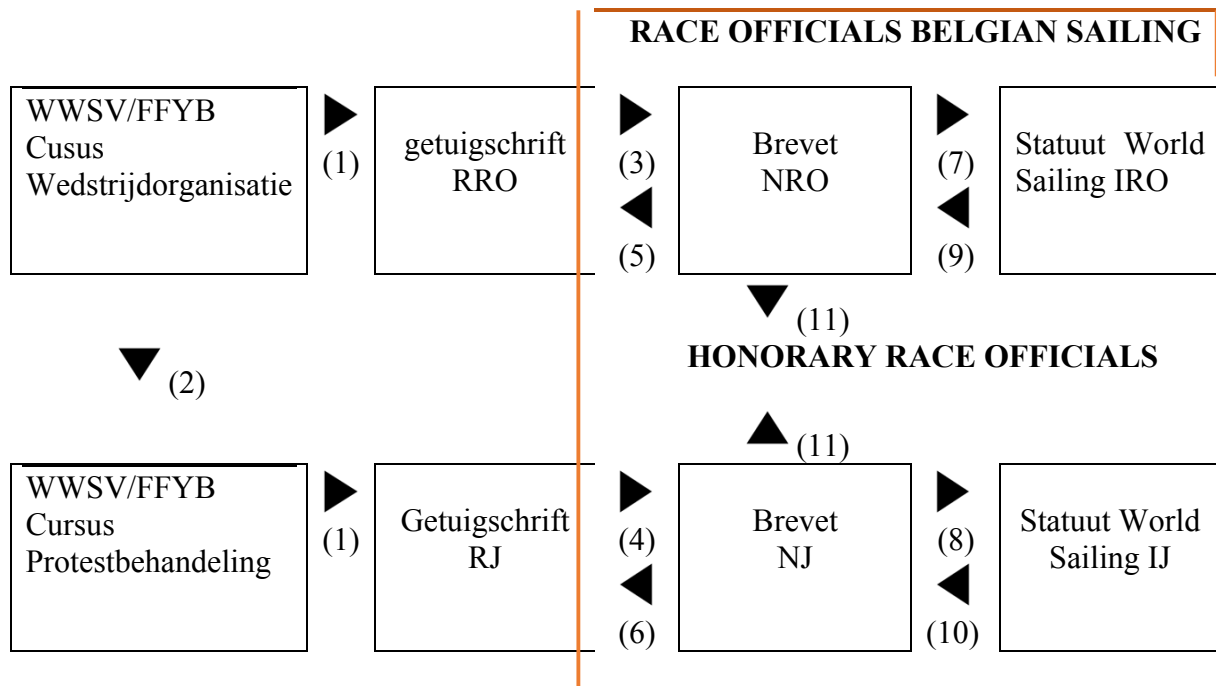 RACE OFFICIALS BELGIAN SAILING
WWSV/FFYB
Cusus
Wedstrijdorganisatie
(1)
getuigschrift
RRO
(3)
(5)
Brevet
NRO
(7)
(9)
Statuut World
Sailing IRO
(11)
HONORARY RACE OFFICIALS
(2)
(11)
WWSV/FFYB
Cursus
Protestbehandeling
(1)
Getuigschrift
RJ
(4)
(6)
Brevet
NJ
(8)
(10)
Statuut World
Sailing IJ